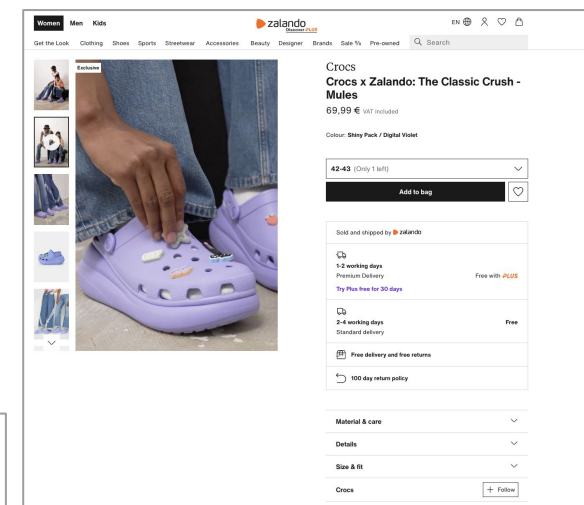 Women Men Kids
zalando
Discover PLUS
EN
Get the Look Clothing Shoes Sports Streetwear Accessories Beauty Designer Brands Sale % Pre-owned Search
Exclusive
Crocs
Crocs x Zalando: The Classic Crush -
Mules
69,99 € VAT included
Colour: Shiny Pack / Digital Violet
42-43 (Only 1 left)
Add to bag
Sold and shipped by zalando
1-2 working days
Premium Delivery Free with PLUS
Try Plus free for 30 days
2-4 working days Free
Standard delivery
Free delivery and free returns
100 day return policy
Material & care
Details
Size & fit
Crocs + Follow